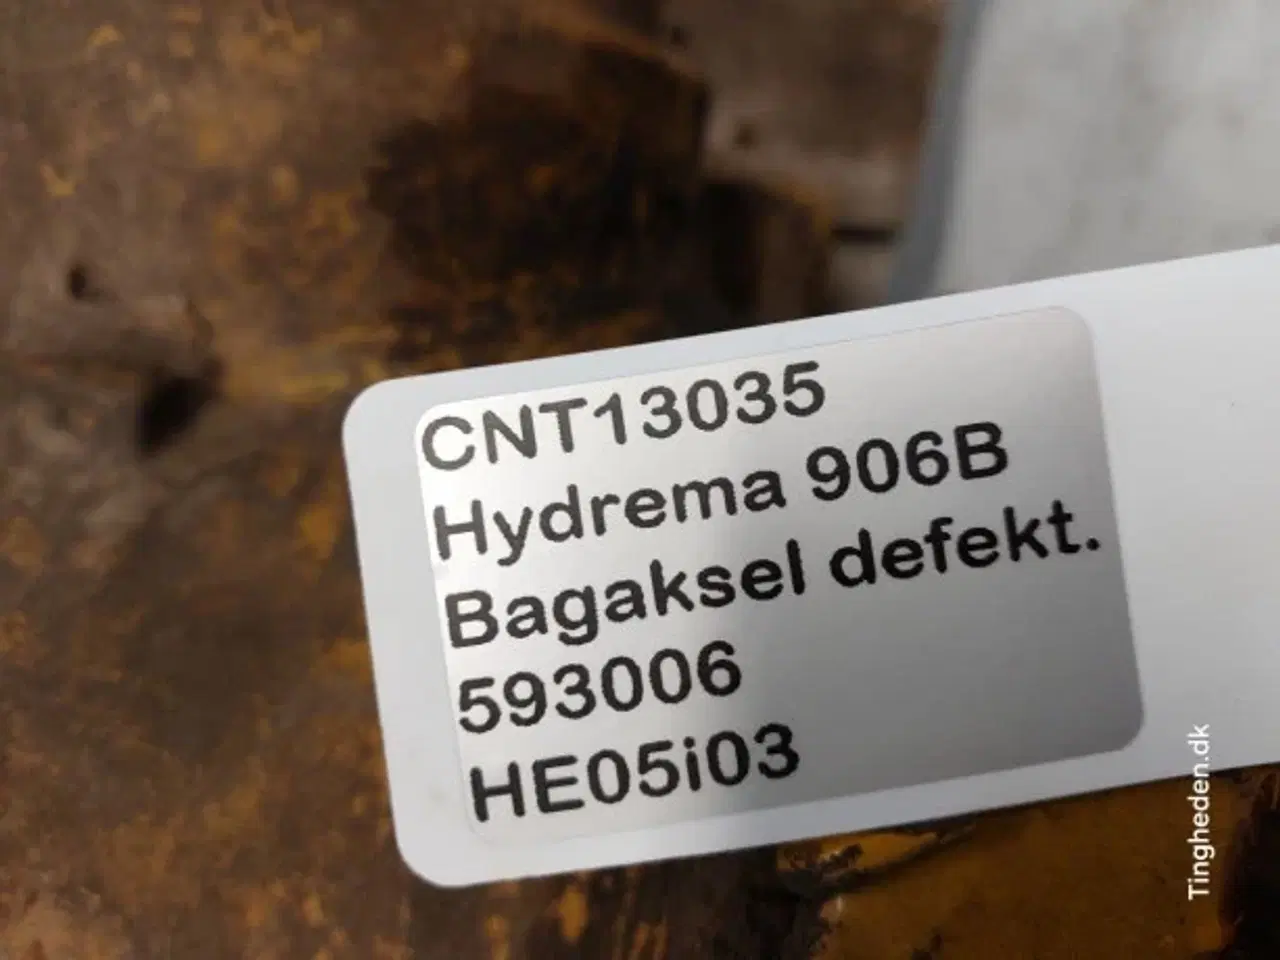 CNT13035
Hydrema 906B
Bagaksel defekt.
593006
HE05i03
Tingheden.dk